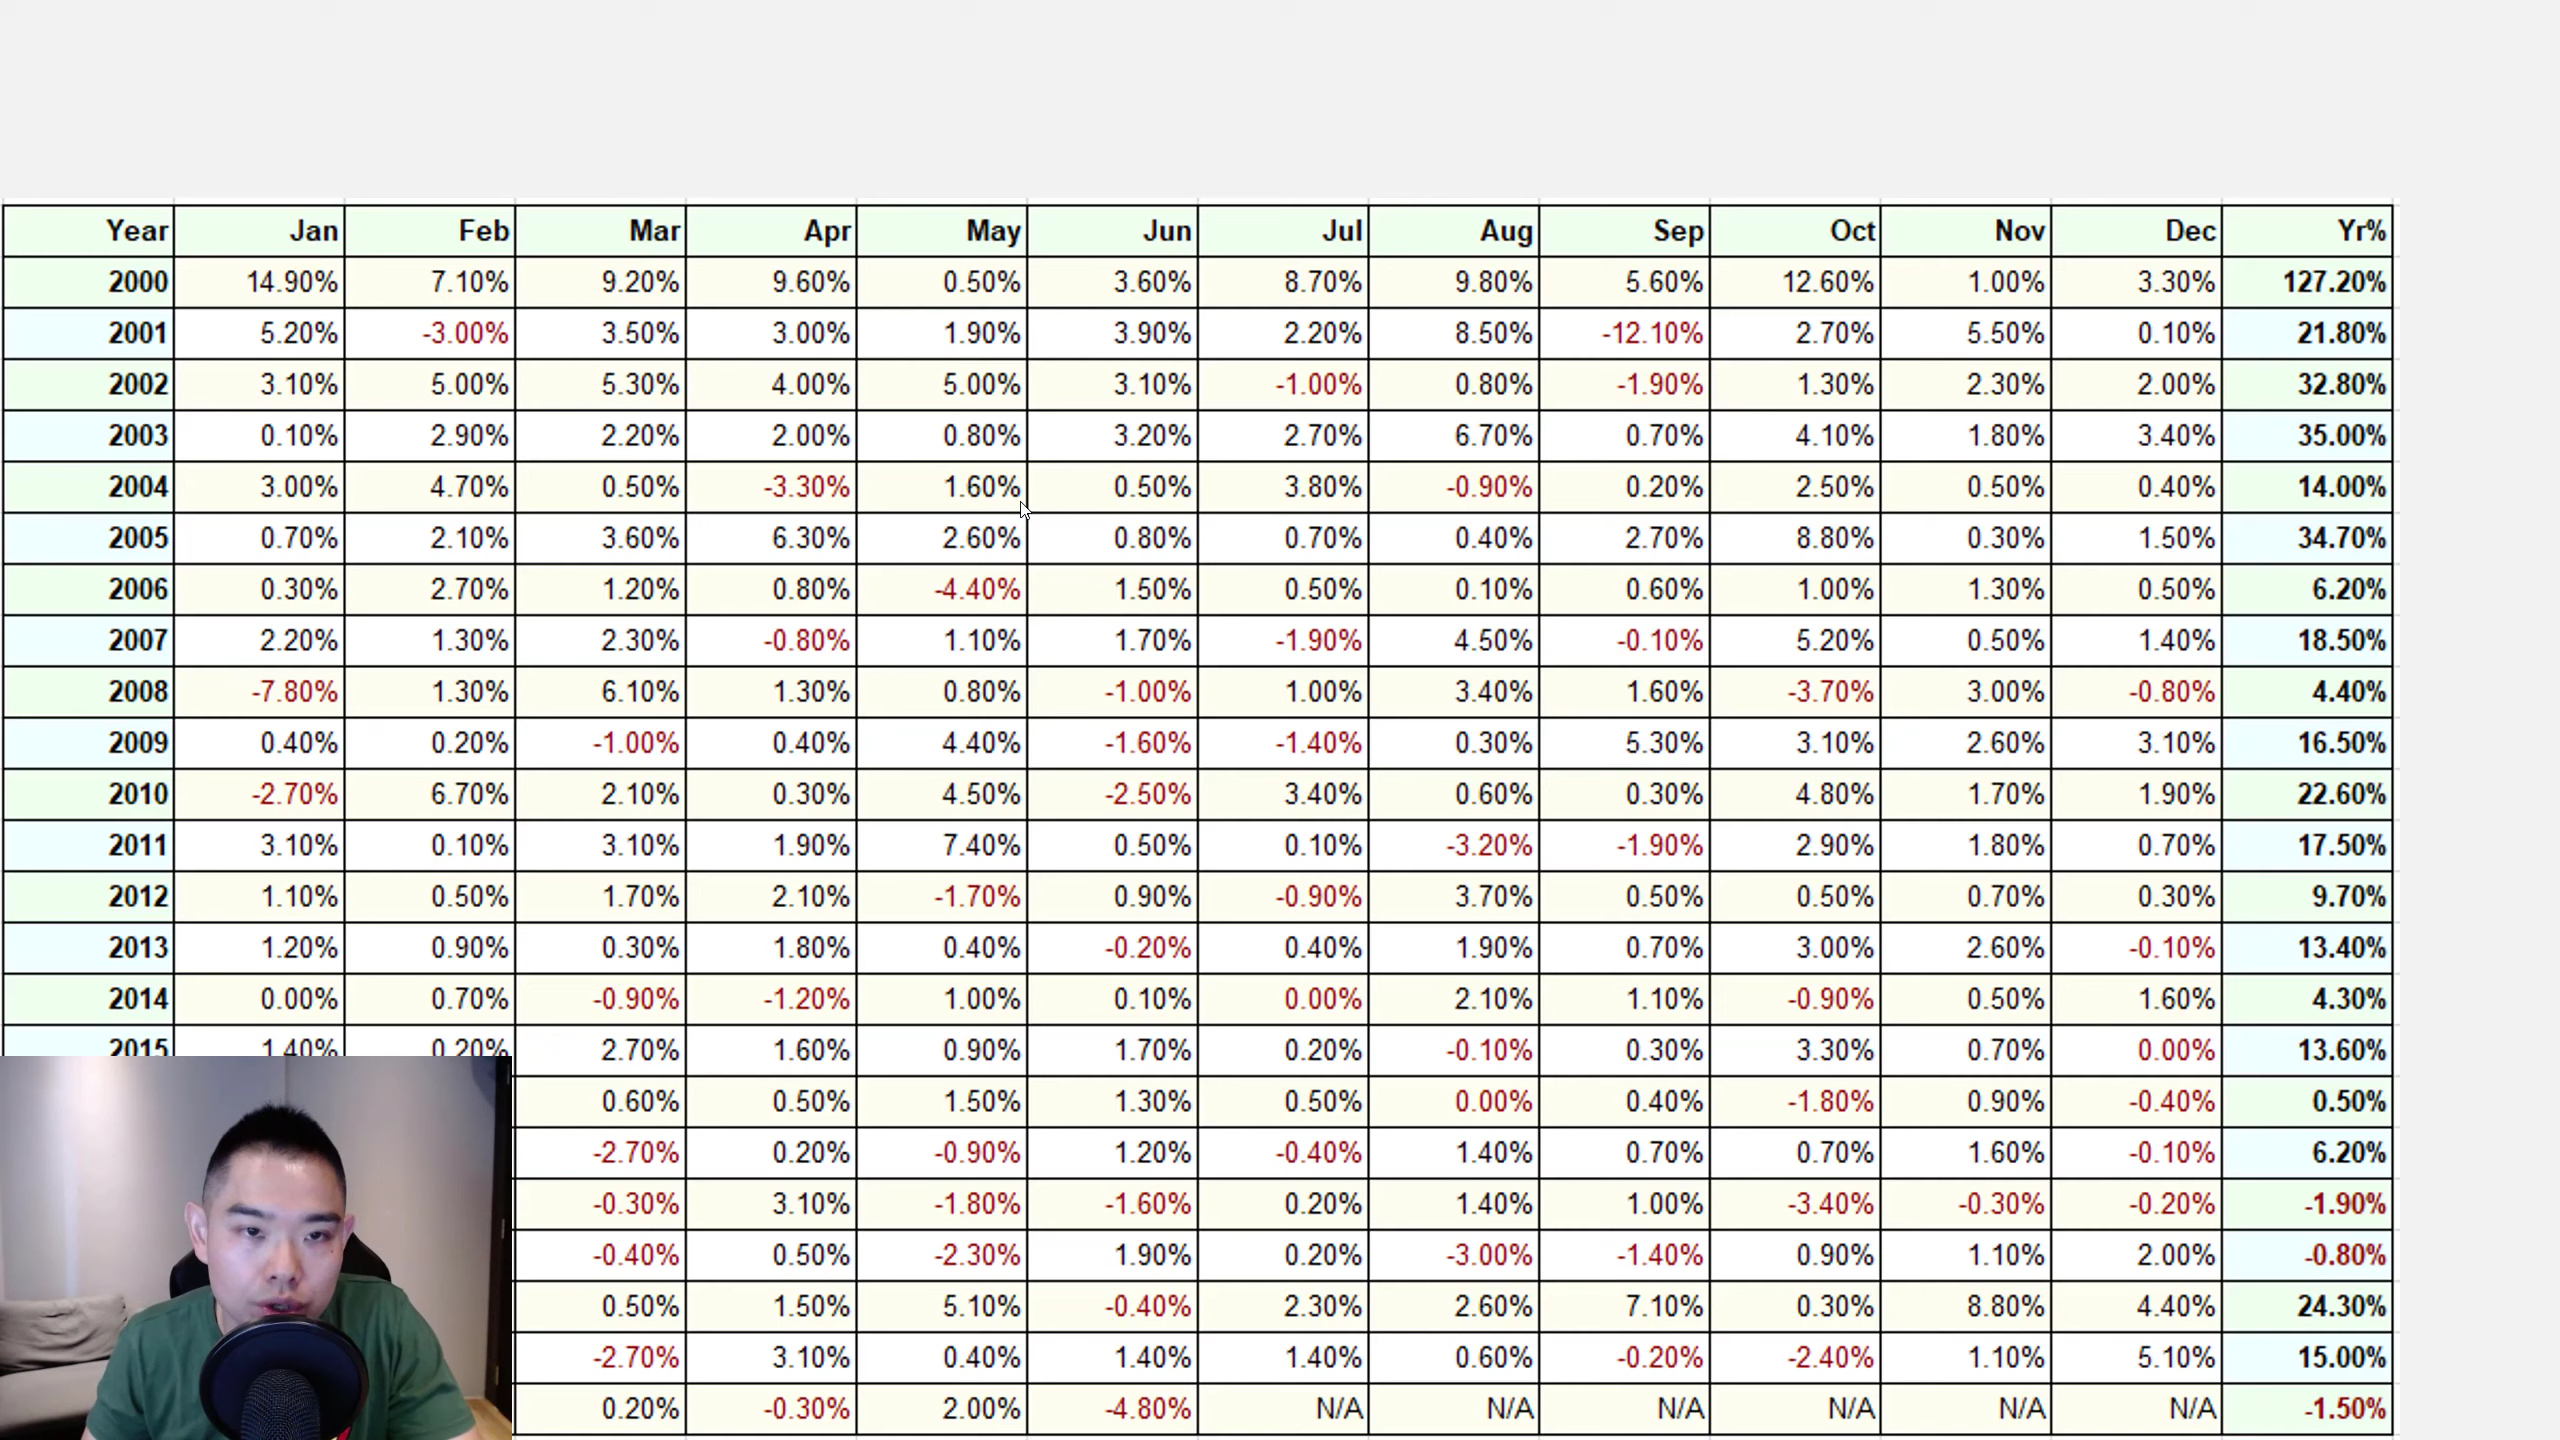 Year Jan Feb Mar Apr May Jun Jul Aug Sep Oct Nov Dec Yr%
2000 14.90% 7.10% 9.20% 9.60% 0.50% 3.60% 8.70% 9.80% 5.60% 12.60% 1.00% 3.30% 127.20%
2001 5.20% -3.00% 3.50% 3.00% 1.90% 3.90% 2.20% 8.50% -12.10% 2.70% 5.50% 0.10% 21.80%
2002 3.10% 5.00% 5.30% 4.00% 5.00% 3.10% -1.00% 0.80% -1.90% 1.30% 2.30% 2.00% 32.80%
2003 0.10% 2.90% 2.20% 2.00% 0.80% 3.20% 2.70% 6.70% 0.70% 4.10% 1.80% 3.40% 35.00%
2004 3.00% 4.70% 0.50% -3.30% 1.60% 0.50% 3.80% -0.90% 0.20% 2.50% 0.50% 0.40% 14.00%
2005 0.70% 2.10% 3.60% 6.30% 2.60% 0.80% 0.70% 0.40% 2.70% 8.80% 0.30% 1.50% 34.70%
2006 0.30% 2.70% 1.20% 0.80% -4.40% 1.50% 0.50% 0.10% 0.60% 1.00% 1.30% 0.50% 6.20%
2007 2.20% 1.30% 2.30% -0.80% 1.10% 1.70% -1.90% 4.50% -0.10% 5.20% 0.50% 1.40% 18.50%
2008 -7.80% 1.30% 6.10% 1.30% 0.80% -1.00% 1.00% 3.40% 1.60% -3.70% 3.00% -0.80% 4.40%
2009 0.40% 0.20% -1.00% 0.40% 4.40% -1.60% -1.40% 0.30% 5.30% 3.10% 2.60% 3.10% 16.50%
2010 -2.70% 6.70% 2.10% 0.30% 4.50% -2.50% 3.40% 0.60% 0.30% 4.80% 1.70% 1.90% 22.60%
2011 3.10% 0.10% 3.10% 1.90% 7.40% 0.50% 0.10% -3.20% -1.90% 2.90% 1.80% 0.70% 17.50%
2012 1.10% 0.50% 1.70% 2.10% -1.70% 0.90% -0.90% 3.70% 0.50% 0.50% 0.70% 0.30% 9.70%
2013 1.20% 0.90% 0.30% 1.80% 0.40% -0.20% 0.40% 1.90% 0.70% 3.00% 2.60% -0.10% 13.40%
2014 0.00% 0.70% -0.90% -1.20% 1.00% 0.10% 0.00% 2.10% 1.10% -0.90% 0.50% 1.60% 4.30%
2015 1.40% 0.20% 2.70% 1.60% 0.90% 1.70% 0.20% -0.10% 0.30% 3.30% 0.70% 0.00% 13.60%
0.60% 0.50% 1.50% 1.30% 0.50% 0.00% 0.40% -1.80% 0.90% -0.40% 0.50%
-2.70% 0.20% -0.90% 1.20% -0.40% 1.40% 0.70% 0.70% 1.60% -0.10% 6.20%
-0.30% 3.10% -1.80% -1.60% 0.20% 1.40% 1.00% -3.40% -0.30% -0.20% -1.90%
-0.40% 0.50% -2.30% 1.90% 0.20% -3.00% -1.40% 0.90% 1.10% 2.00% -0.80%
0.50% 1.50% 5.10% -0.40% 2.30% 2.60% 7.10% 0.30% 8.80% 4.40% 24.30%
-2.70% 3.10% 0.40% 1.40% 1.40% 0.60% -0.20% -2.40% 1.10% 5.10% 15.00%
0.20% -0.30% 2.00% -4.80% N/A N/A N/A N/A N/A N/A -1.50%